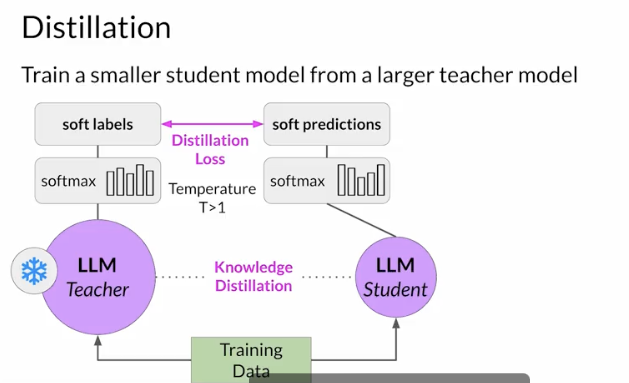 Distillation
Train a smaller student model from a larger teacher model
soft labels
soft predictions
Distillation
Loss
softmax
Temperature
T>1
softmax
LLM
Teacher
Knowledge
Distillation
LLM
Student
Training
Data